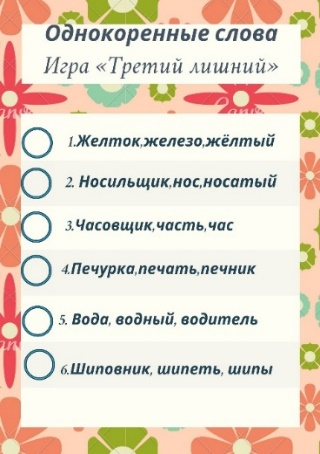 Однокоренные слова
Игра «Третий лишний»
1.Желток,железо,жёлтый
2. Носильщик,нос,носатый
3.Часовщик,часть,час
4.Печурка,печать,печник
5. Вода, водный, водитель
6.Шиповник, шипеть, шипы